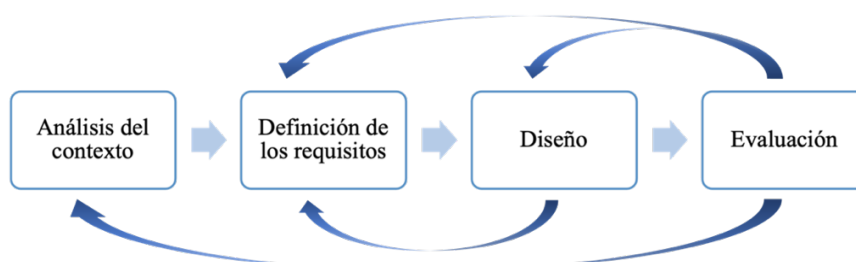 Análisis del
contexto
Definición de
los requisitos
Diseño
Evaluación